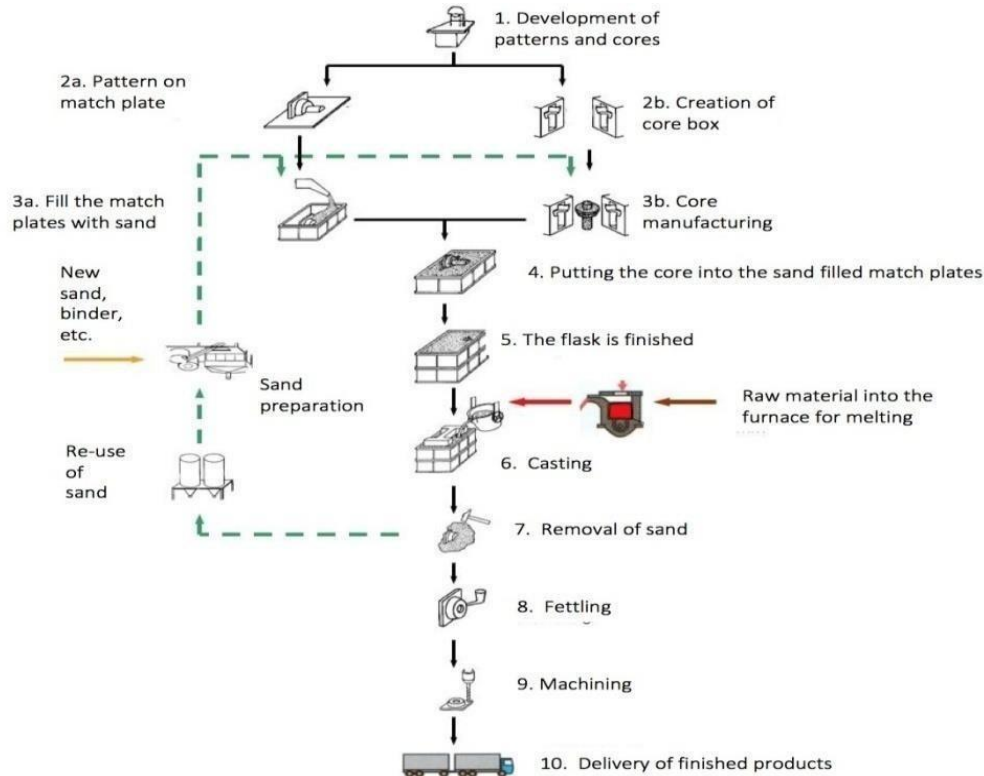 1. Development of
patterns and cores
2a. Pattern on
match plate
2b. Creation of
core box
3a. Fill the match
plates with sand
3b. Core
manufacturing
4. Putting the core into the sand filled match plates
New
sand,
binder,
etc.
5. The flask is finished
Sand
preparation
Raw material into the
furnace for melting
Re-use
of
sand
6. Casting
7. Removal of sand
8. Fettling
9. Machining
10. Delivery of finished products